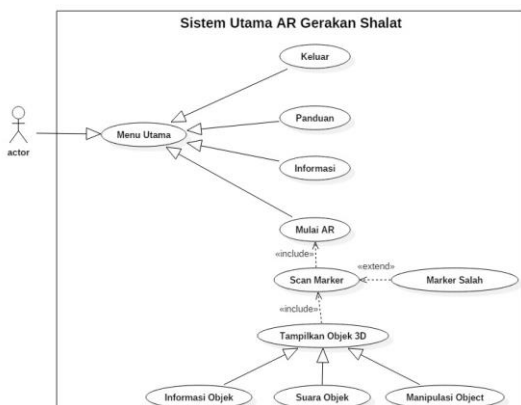 Sistem Utama AR Gerakan Shalat
Keluar
Panduan
actor
Menu Utama
Informasi
Mulai AR
«include»
«extend»
Scan Marker
Marker Salah
«include»
Tampilkan Objek 3D
Informasi Objek
Suara Objek
Manipulasi Object